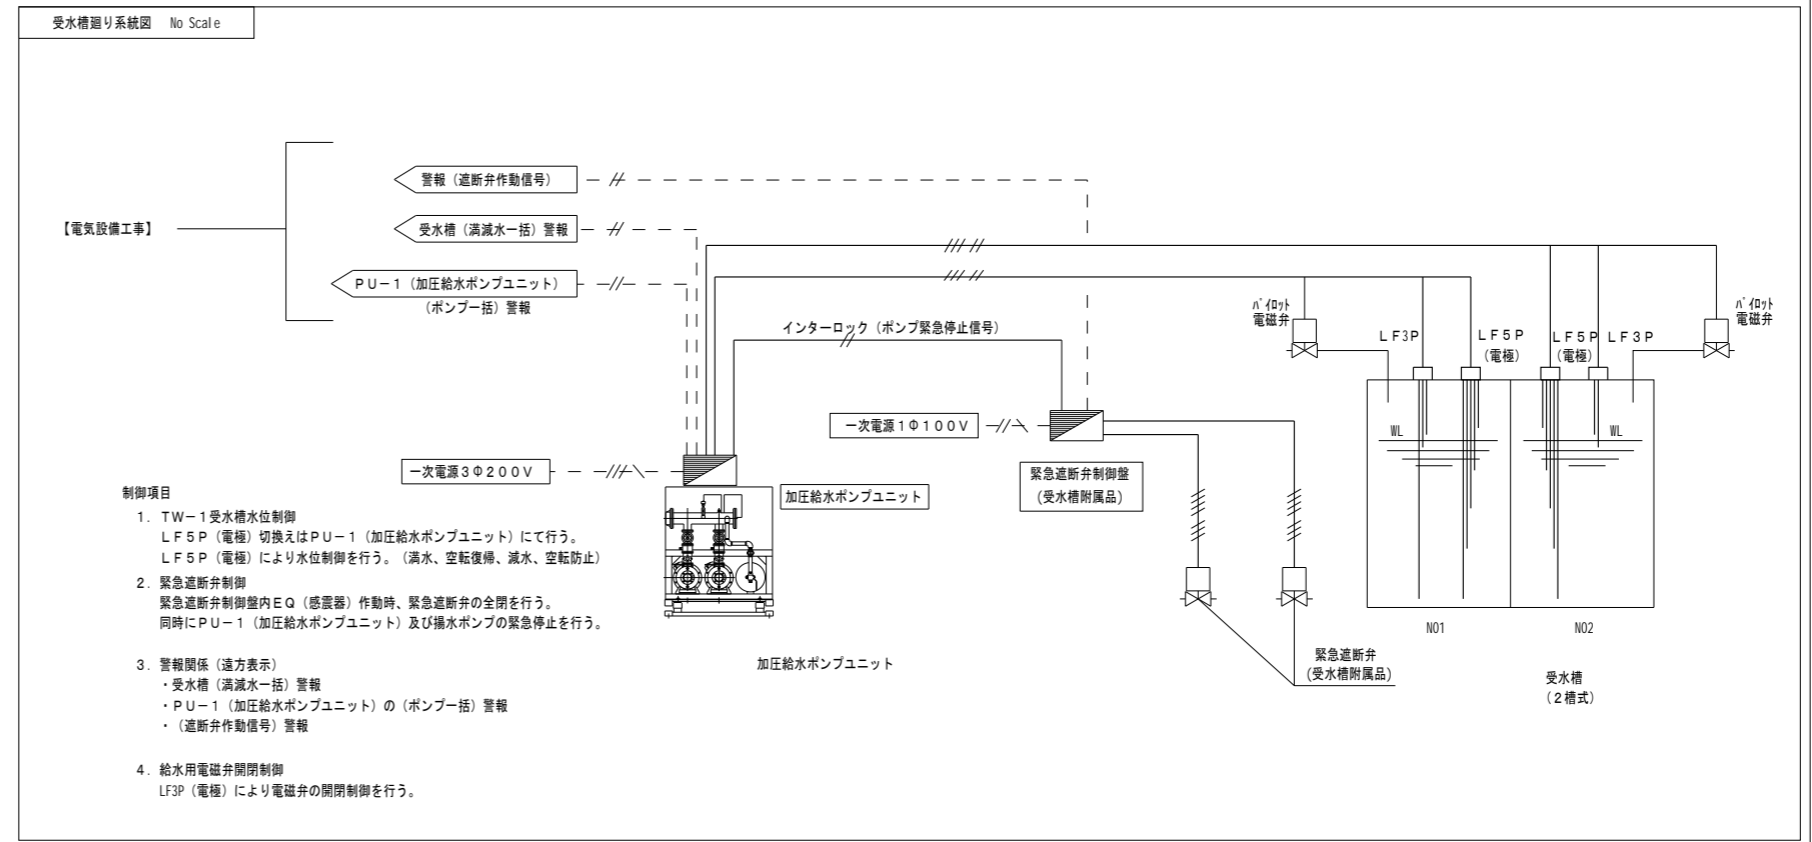 受水槽廻り系統図 No Scale
警報（遮断弁作動信号）
受水槽（満減水一括）警報
【電気設備工事】
ＰＵ－１（加圧給水ポンプユニット）
（ポンプ一括）警報
インターロック（ポンプ緊急停止信号）
ﾊﾟｲﾛｯﾄ
電磁弁
ﾊﾟｲﾛｯﾄ
電磁弁
ＬＦ3Ｐ
ＬＦ５Ｐ
（電極）
ＬＦ５Ｐ
（電極）
ＬＦ３Ｐ
一次電源１Φ１００Ｖ
WL
WL
一次電源３Φ２００Ｖ
加圧給水ポンプユニット
緊急遮断弁制御盤
（受水槽附属品）
制御項目
１．ＴＷ－１受水槽水位制御
ＬＦ５Ｐ（電極）切換えはＰＵ－１（加圧給水ポンプユニット）にて行う。
ＬＦ５Ｐ（電極）により水位制御を行う。（満水、空転復帰、減水、空転防止）
２．緊急遮断弁制御
緊急遮断弁制御盤内ＥＱ（感震器）作動時、緊急遮断弁の全閉を行う。
同時にＰＵ－１（加圧給水ポンプユニット）及び揚水ポンプの緊急停止を行う。
３．警報関係（遠方表示）
・受水槽（満減水一括）警報
・ＰＵ－１（加圧給水ポンプユニット）の（ポンプ一括）警報
・（遮断弁作動信号）警報
４．給水用電磁弁開閉制御
LF3P（電極）により電磁弁の開閉制御を行う。
加圧給水ポンプユニット
緊急遮断弁
（受水槽附属品）
NO1
NO2
受水槽
（２槽式）